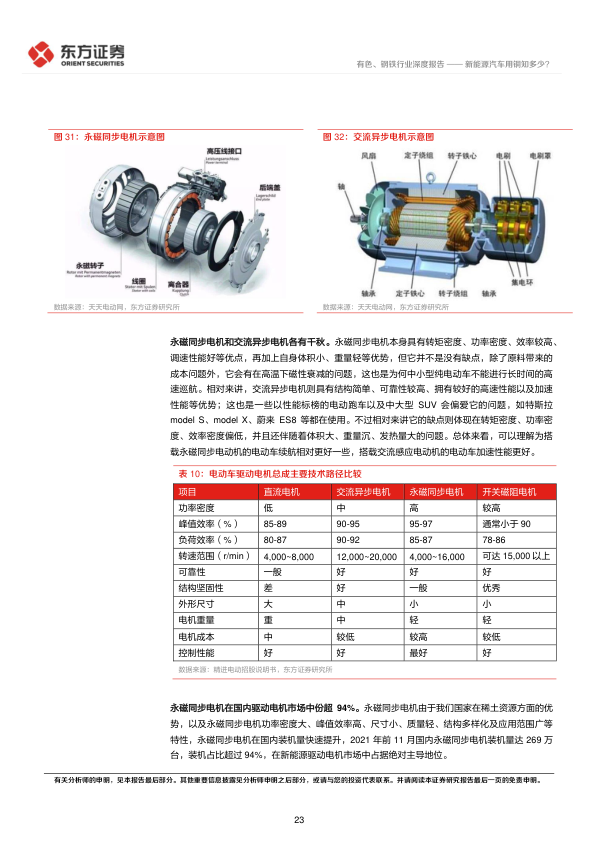 东方证券
ORIENT SECURITIES
有色、钢铁行业深度报告 —— 新能源汽车用铜知多少？
图 31：永磁同步电机示意图
图 32：交流异步电机示意图
高压线接口
Leistungsanschluss
后端盖
Lagerschild
永磁转子
Rotor mit Permanentmagneten
线圈
离合器
Kupplung
风扇
定子绕组
转子铁心
电刷
电刷罩
轴
轴承
定子铁心
转子绕组
轴承
集电环
数据来源：天天电动网，东方证券研究所
数据来源：天天电动网，东方证券研究所
永磁同步电机和交流异步电机各有千秋。永磁同步电机本身具有转矩密度、功率密度、效率较高、
调速性能好等优点，再加上自身体积小、重量轻等优势，但它并不是没有缺点，除了原料带来的
成本问题外，它会有在高温下磁性衰减的问题，这也是为何中小型纯电动车不能进行长时间的高
速巡航。相对来讲，交流异步电机则具有结构简单、可靠性较高、拥有较好的高速性能以及加速
性能等优势；这也是一些以性能标榜的电动跑车以及中大型 SUV 会偏爱它的问题，如特斯拉
model S、model X、蔚来 ES8 等都在使用。不过相对来讲它的缺点则体现在转矩密度、功率密
度、效率密度偏低，并且还伴随着体积大、重量沉、发热量大的问题。总体来看，可以理解为搭
载永磁同步电动机的电动车续航相对更好一些，搭载交流感应电动机的电动车加速性能更好。
表 10：电动车驱动电机总成主要技术路径比较
项目 直流电机 交流异步电机 永磁同步电机 开关磁阻电机
功率密度 低 中 高 较高
峰值效率（%） 85-89 90-95 95-97 通常小于 90
负荷效率（%） 80-87 90-92 85-87 78-86
转速范围（r/min） 4,000~8,000 12,000~20,000 4,000~16,000 可达 15,000 以上
可靠性 一般 好 好 好
结构坚固性 差 好 一般 优秀
外形尺寸 大 中 小 小
电机重量 重 中 轻 轻
电机成本 中 较低 较高 较低
控制性能 好 好 最好 好
数据来源：精进电动招股说明书，东方证券研究所
永磁同步电机在国内驱动电机市场中份超 94%。永磁同步电机由于我们国家在稀土资源方面的优
势，以及永磁同步电机功率密度大、峰值效率高、尺寸小、质量轻、结构多样化及应用范围广等
特性，永磁同步电机在国内装机量快速提升，2021 年前 11 月国内永磁同步电机装机量达 269 万
台，装机占比超过 94%，在新能源驱动电机市场中占据绝对主导地位。
有关分析师的申明，见本报告最后部分。其他重要信息披露见分析师申明之后部分，或请与您的投资代表联系。并请阅读本证券研究报告最后一页的免责申明。
23